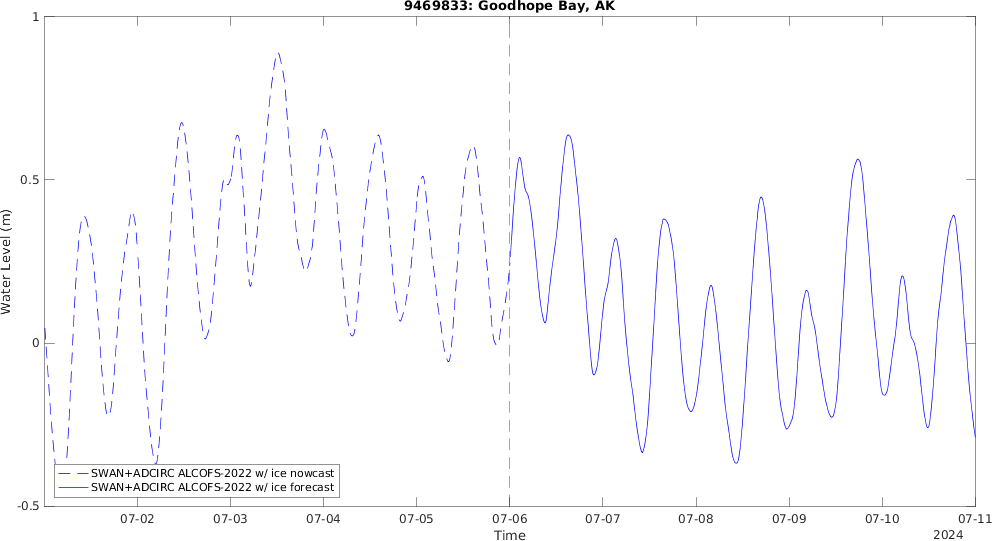 9469833: Goodhope Bay, AK
1
0.5
0
-0.5
Water Level (m)
SWAN+ADCIRC ALCOFS-2022 w/ ice nowcast
SWAN+ADCIRC ALCOFS-2022 w/ ice forecast
07-02 07-03 07-04 07-05 07-06 07-07 07-08 07-09 07-10 07-11
Time
2024